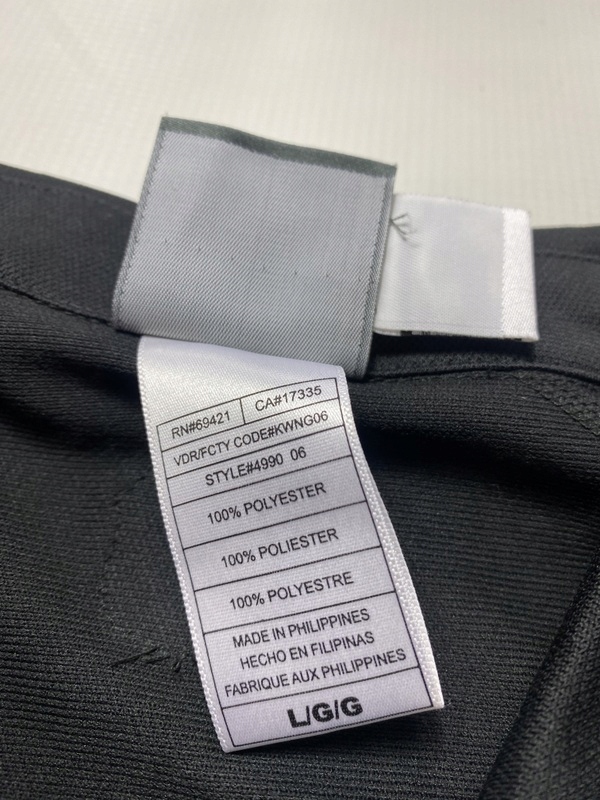 RN#69421 CA#17335
VDR/FCTY CODE#KWNG06
STYLE#4990 06
100% POLYESTER
100% POLIESTER
100% POLYESTRE
MADE IN PHILIPPINES
HECHO EN FILIPINAS
FABRIQUE AUX PHILIPPINES
L/G/G